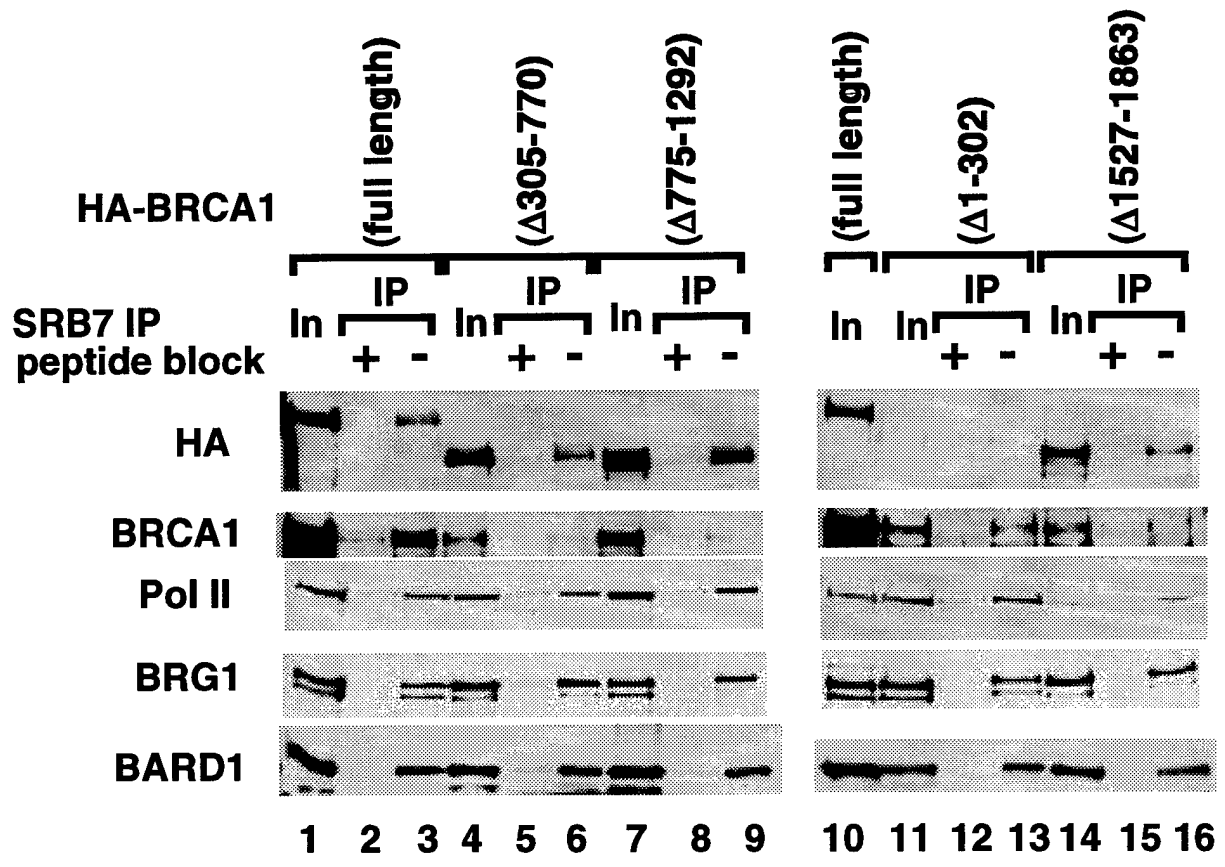 (full length)
(Δ305-770)
(Δ775-1292)
(full length)
(Δ1-302)
(Δ1527-1863)
HA-BRCA1
IP IP IP IP IP
SRB7 IP In In In In In In
peptide block + - + - + - + - + -
HA
BRCA1
Pol II
BRG1
BARD1
1 2 3 4 5 6 7 8 9 10 11 12 13 14 15 16